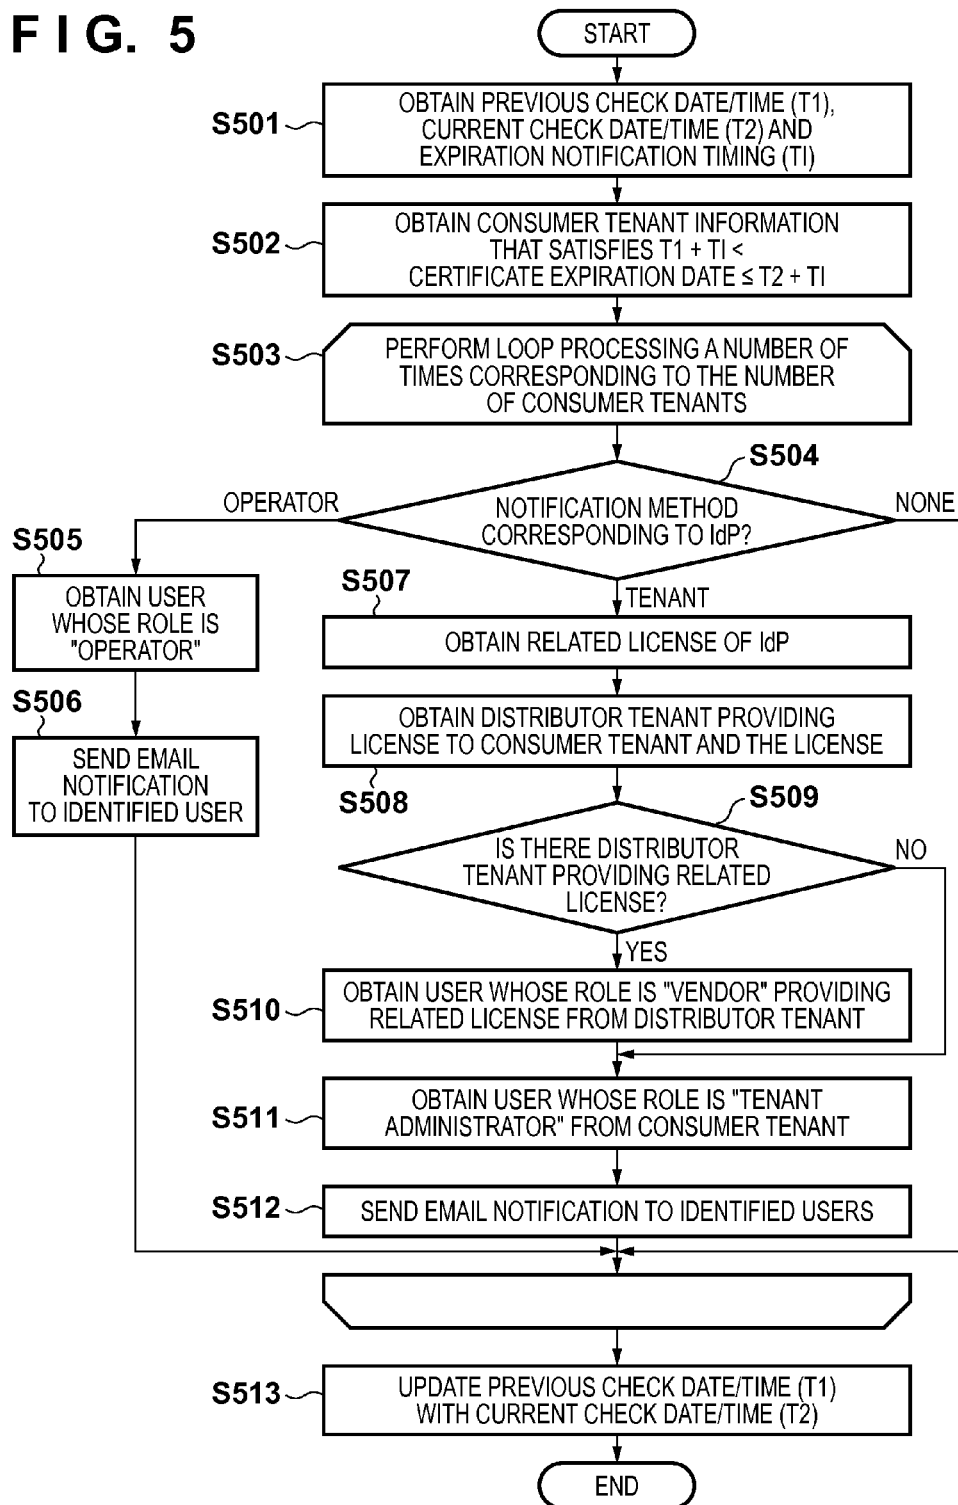 FIG. 5
START
S501
OBTAIN PREVIOUS CHECK DATE/TIME (T1),
CURRENT CHECK DATE/TIME (T2) AND
EXPIRATION NOTIFICATION TIMING (TI)
S502
OBTAIN CONSUMER TENANT INFORMATION
THAT SATISFIES T1 + TI <
CERTIFICATE EXPIRATION DATE ≤ T2 + TI
S503
PERFORM LOOP PROCESSING A NUMBER OF
TIMES CORRESPONDING TO THE NUMBER
OF CONSUMER TENANTS
S504
NOTIFICATION METHOD
CORRESPONDING TO IdP?
OPERATOR
NONE
TENANT
S505
OBTAIN USER
WHOSE ROLE IS
"OPERATOR"
S506
SEND EMAIL
NOTIFICATION
TO IDENTIFIED USER
S507
OBTAIN RELATED LICENSE OF IdP
OBTAIN DISTRIBUTOR TENANT PROVIDING
LICENSE TO CONSUMER TENANT AND THE LICENSE
S508
S509
IS THERE DISTRIBUTOR
TENANT PROVIDING RELATED
LICENSE?
NO
YES
S510
OBTAIN USER WHOSE ROLE IS "VENDOR" PROVIDING
RELATED LICENSE FROM DISTRIBUTOR TENANT
S511
OBTAIN USER WHOSE ROLE IS "TENANT
ADMINISTRATOR" FROM CONSUMER TENANT
S512
SEND EMAIL NOTIFICATION TO IDENTIFIED USERS
S513
UPDATE PREVIOUS CHECK DATE/TIME (T1)
WITH CURRENT CHECK DATE/TIME (T2)
END